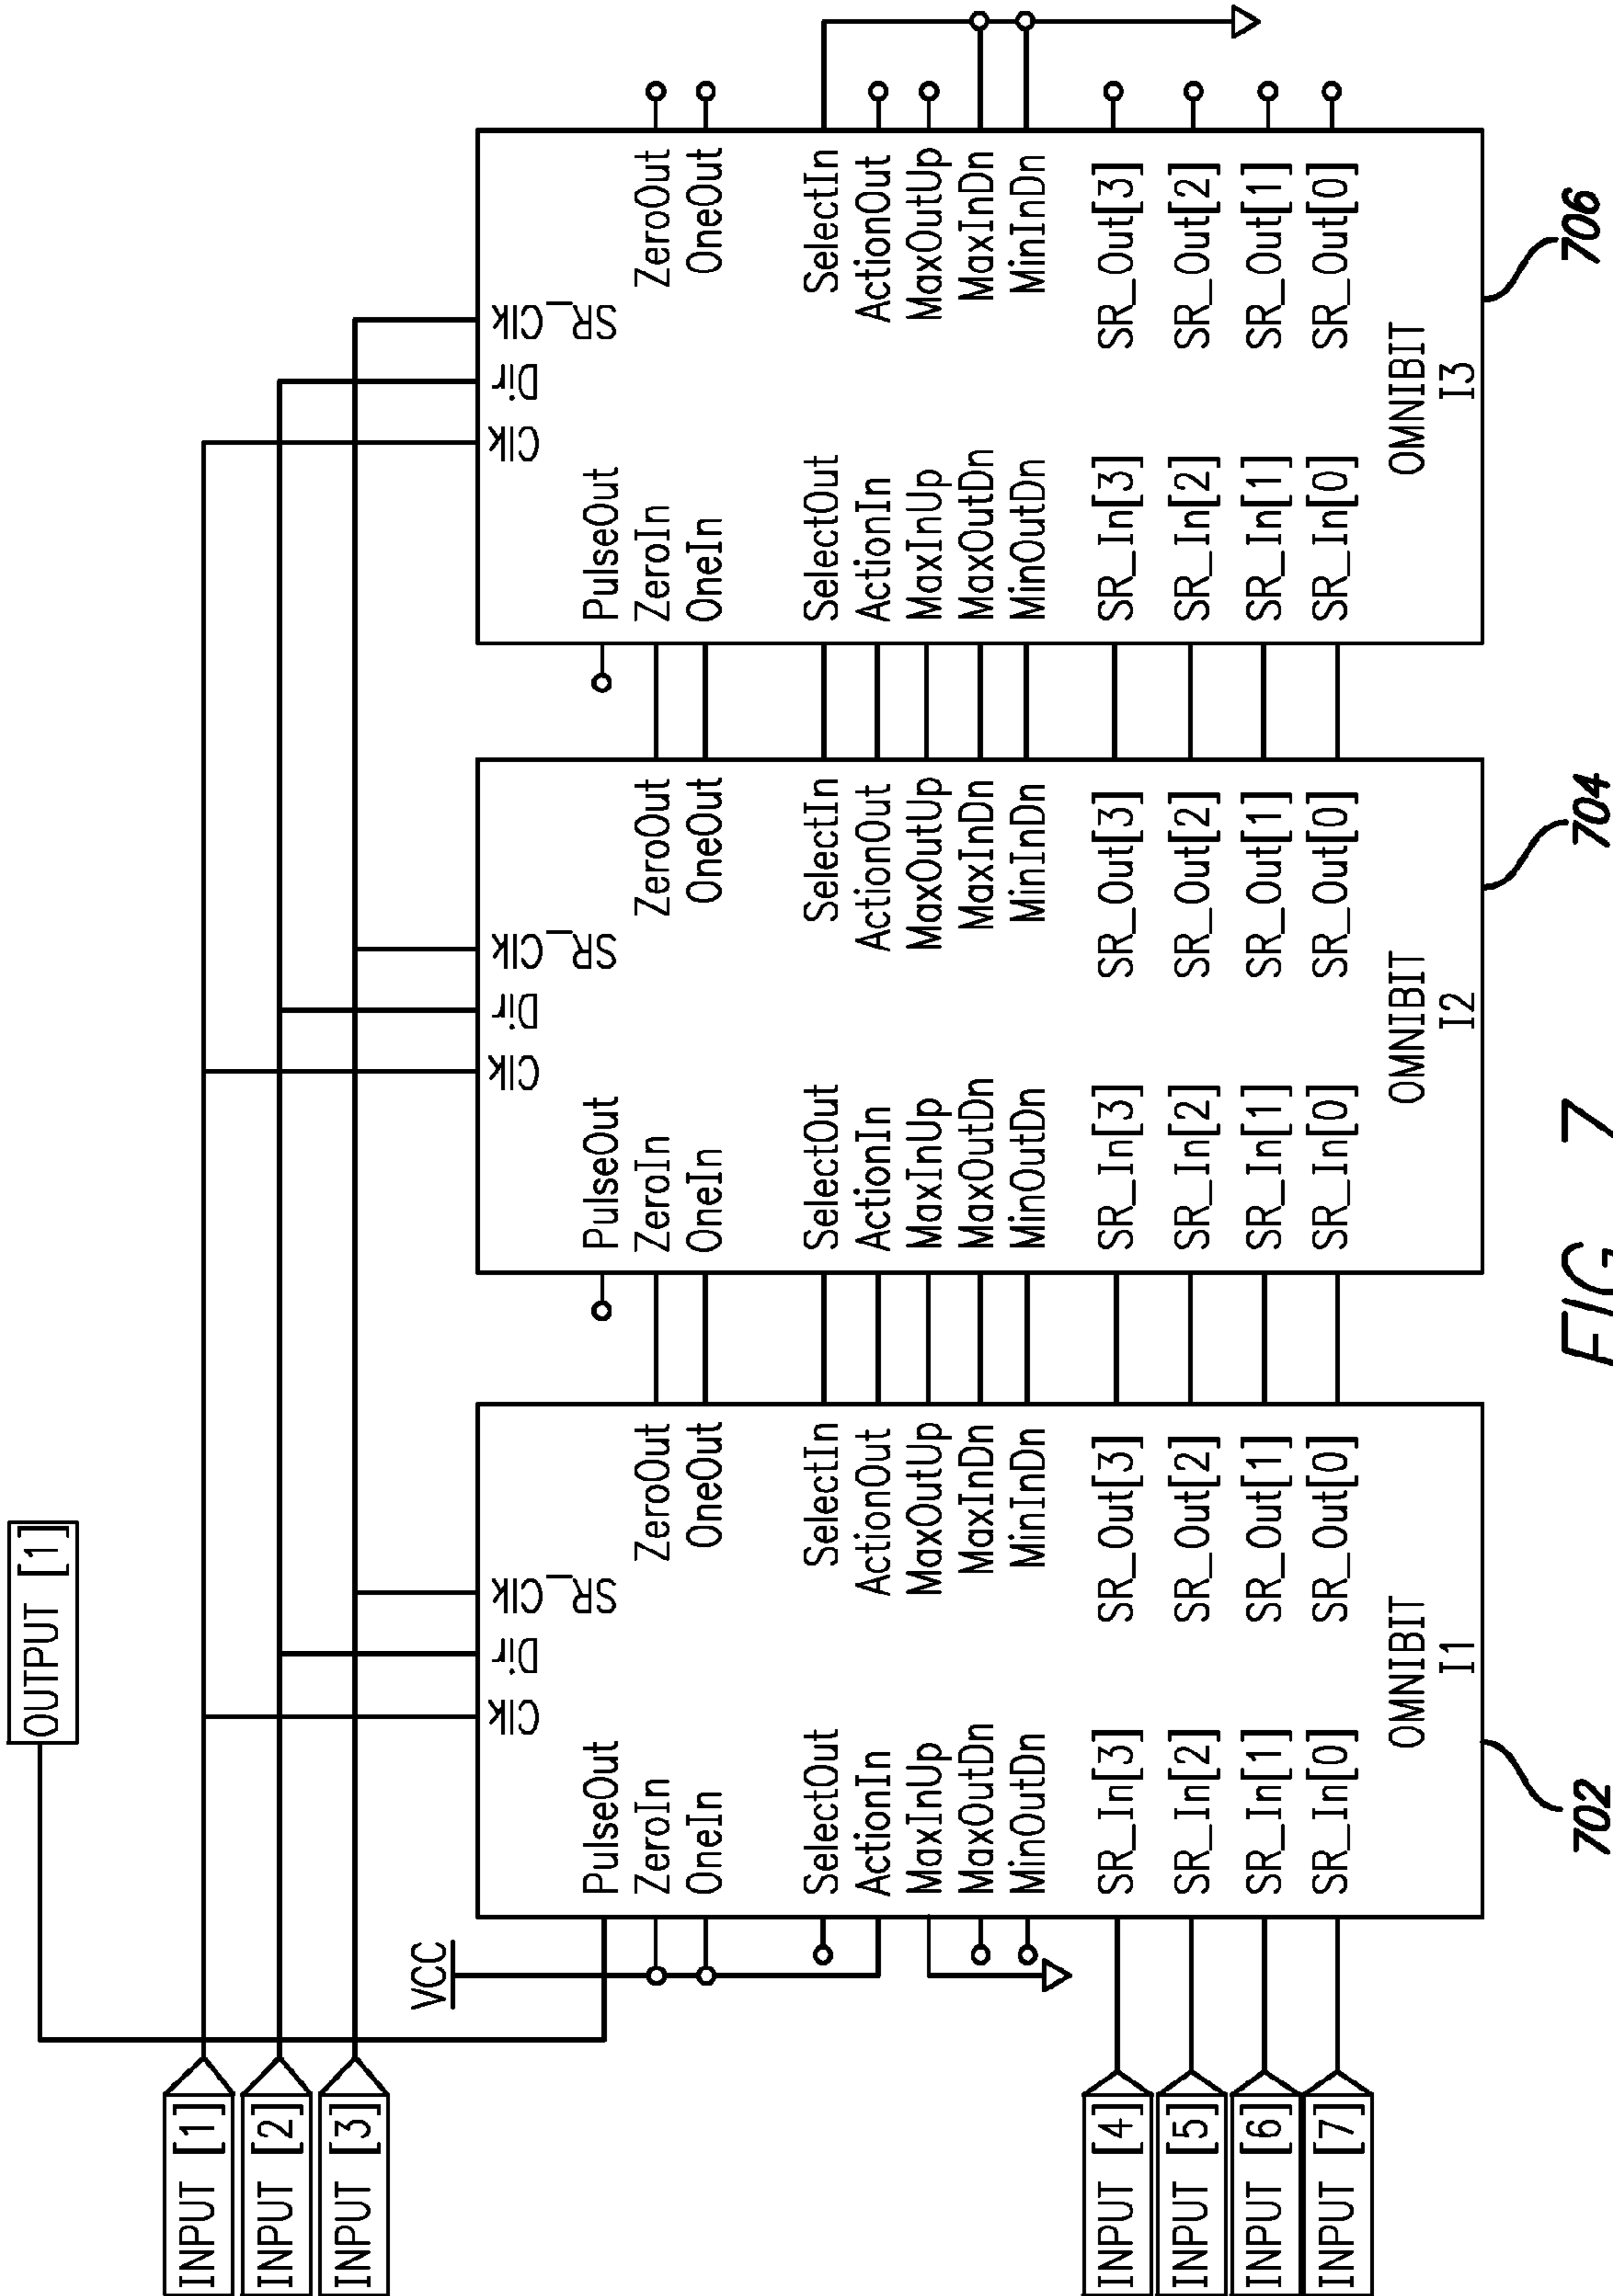 OUTPUT [1]
INPUT [1]
INPUT [2]
INPUT [3]
VCC
INPUT [4]
INPUT [5]
INPUT [6]
INPUT [7]
Clk
Dir
SR_Clk
PulseOut
ZeroIn
OneIn
SelectOut
ActionIn
MaxInUp
MaxOutDn
MinOutDn
SR_In[3]
SR_In[2]
SR_In[1]
SR_In[0]
ZeroOut
OneOut
SelectIn
ActionOut
MaxOutUp
MaxInDn
MinInDn
SR_Out[3]
SR_Out[2]
SR_Out[1]
SR_Out[0]
OMNIBIT
I1
702
Clk
Dir
SR_Clk
PulseOut
ZeroIn
OneIn
SelectOut
ActionIn
MaxInUp
MaxOutDn
MinOutDn
SR_In[3]
SR_In[2]
SR_In[1]
SR_In[0]
ZeroOut
OneOut
SelectIn
ActionOut
MaxOutUp
MaxInDn
MinInDn
SR_Out[3]
SR_Out[2]
SR_Out[1]
SR_Out[0]
OMNIBIT
I2
704
Clk
Dir
SR_Clk
PulseOut
ZeroIn
OneIn
SelectOut
ActionIn
MaxInUp
MaxOutDn
MinOutDn
SR_In[3]
SR_In[2]
SR_In[1]
SR_In[0]
ZeroOut
OneOut
SelectIn
ActionOut
MaxOutUp
MaxInDn
MinInDn
SR_Out[3]
SR_Out[2]
SR_Out[1]
SR_Out[0]
OMNIBIT
I3
706
FIG. 7